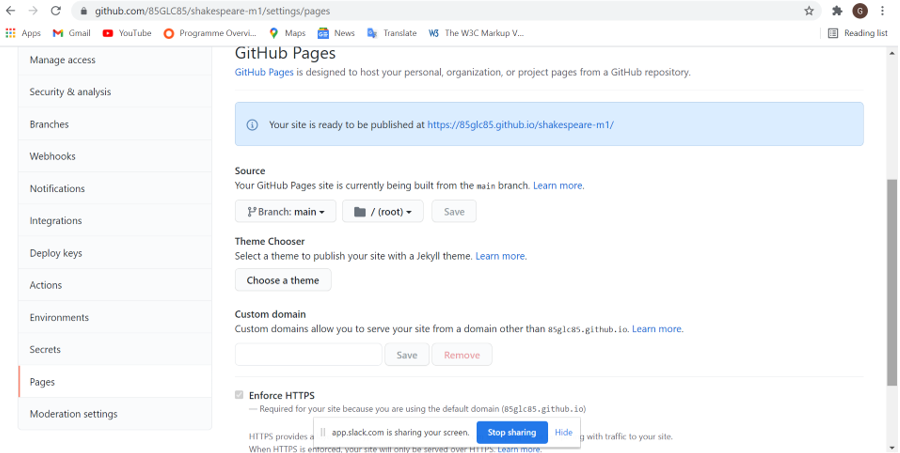 github.com/85GLC85/shakespeare-m1/settings/pages
G
Apps Gmail YouTube Programme Overvi... Maps News Translate The W3C Markup V... Reading list
Manage access
Security & analysis
Branches
Webhooks
Notifications
Integrations
Deploy keys
Actions
Environments
Secrets
Pages
Moderation settings
GitHub Pages
GitHub Pages is designed to host your personal, organization, or project pages from a GitHub repository.
Your site is ready to be published at https://85glc85.github.io/shakespeare-m1/
Source
Your GitHub Pages site is currently being built from the main branch. Learn more.
Branch: main / (root) Save
Theme Chooser
Select a theme to publish your site with a Jekyll theme. Learn more.
Choose a theme
Custom domain
Custom domains allow you to serve your site from a domain other than 85glc85.github.io. Learn more.
Save Remove
Enforce HTTPS
— Required for your site because you are using the default domain (85glc85.github.io)
HTTPS provides a
g with traffic to your site.
When HTTPS is enforced, your site will only be served over HTTPS. Learn more.
app.slack.com is sharing your screen. Stop sharing Hide